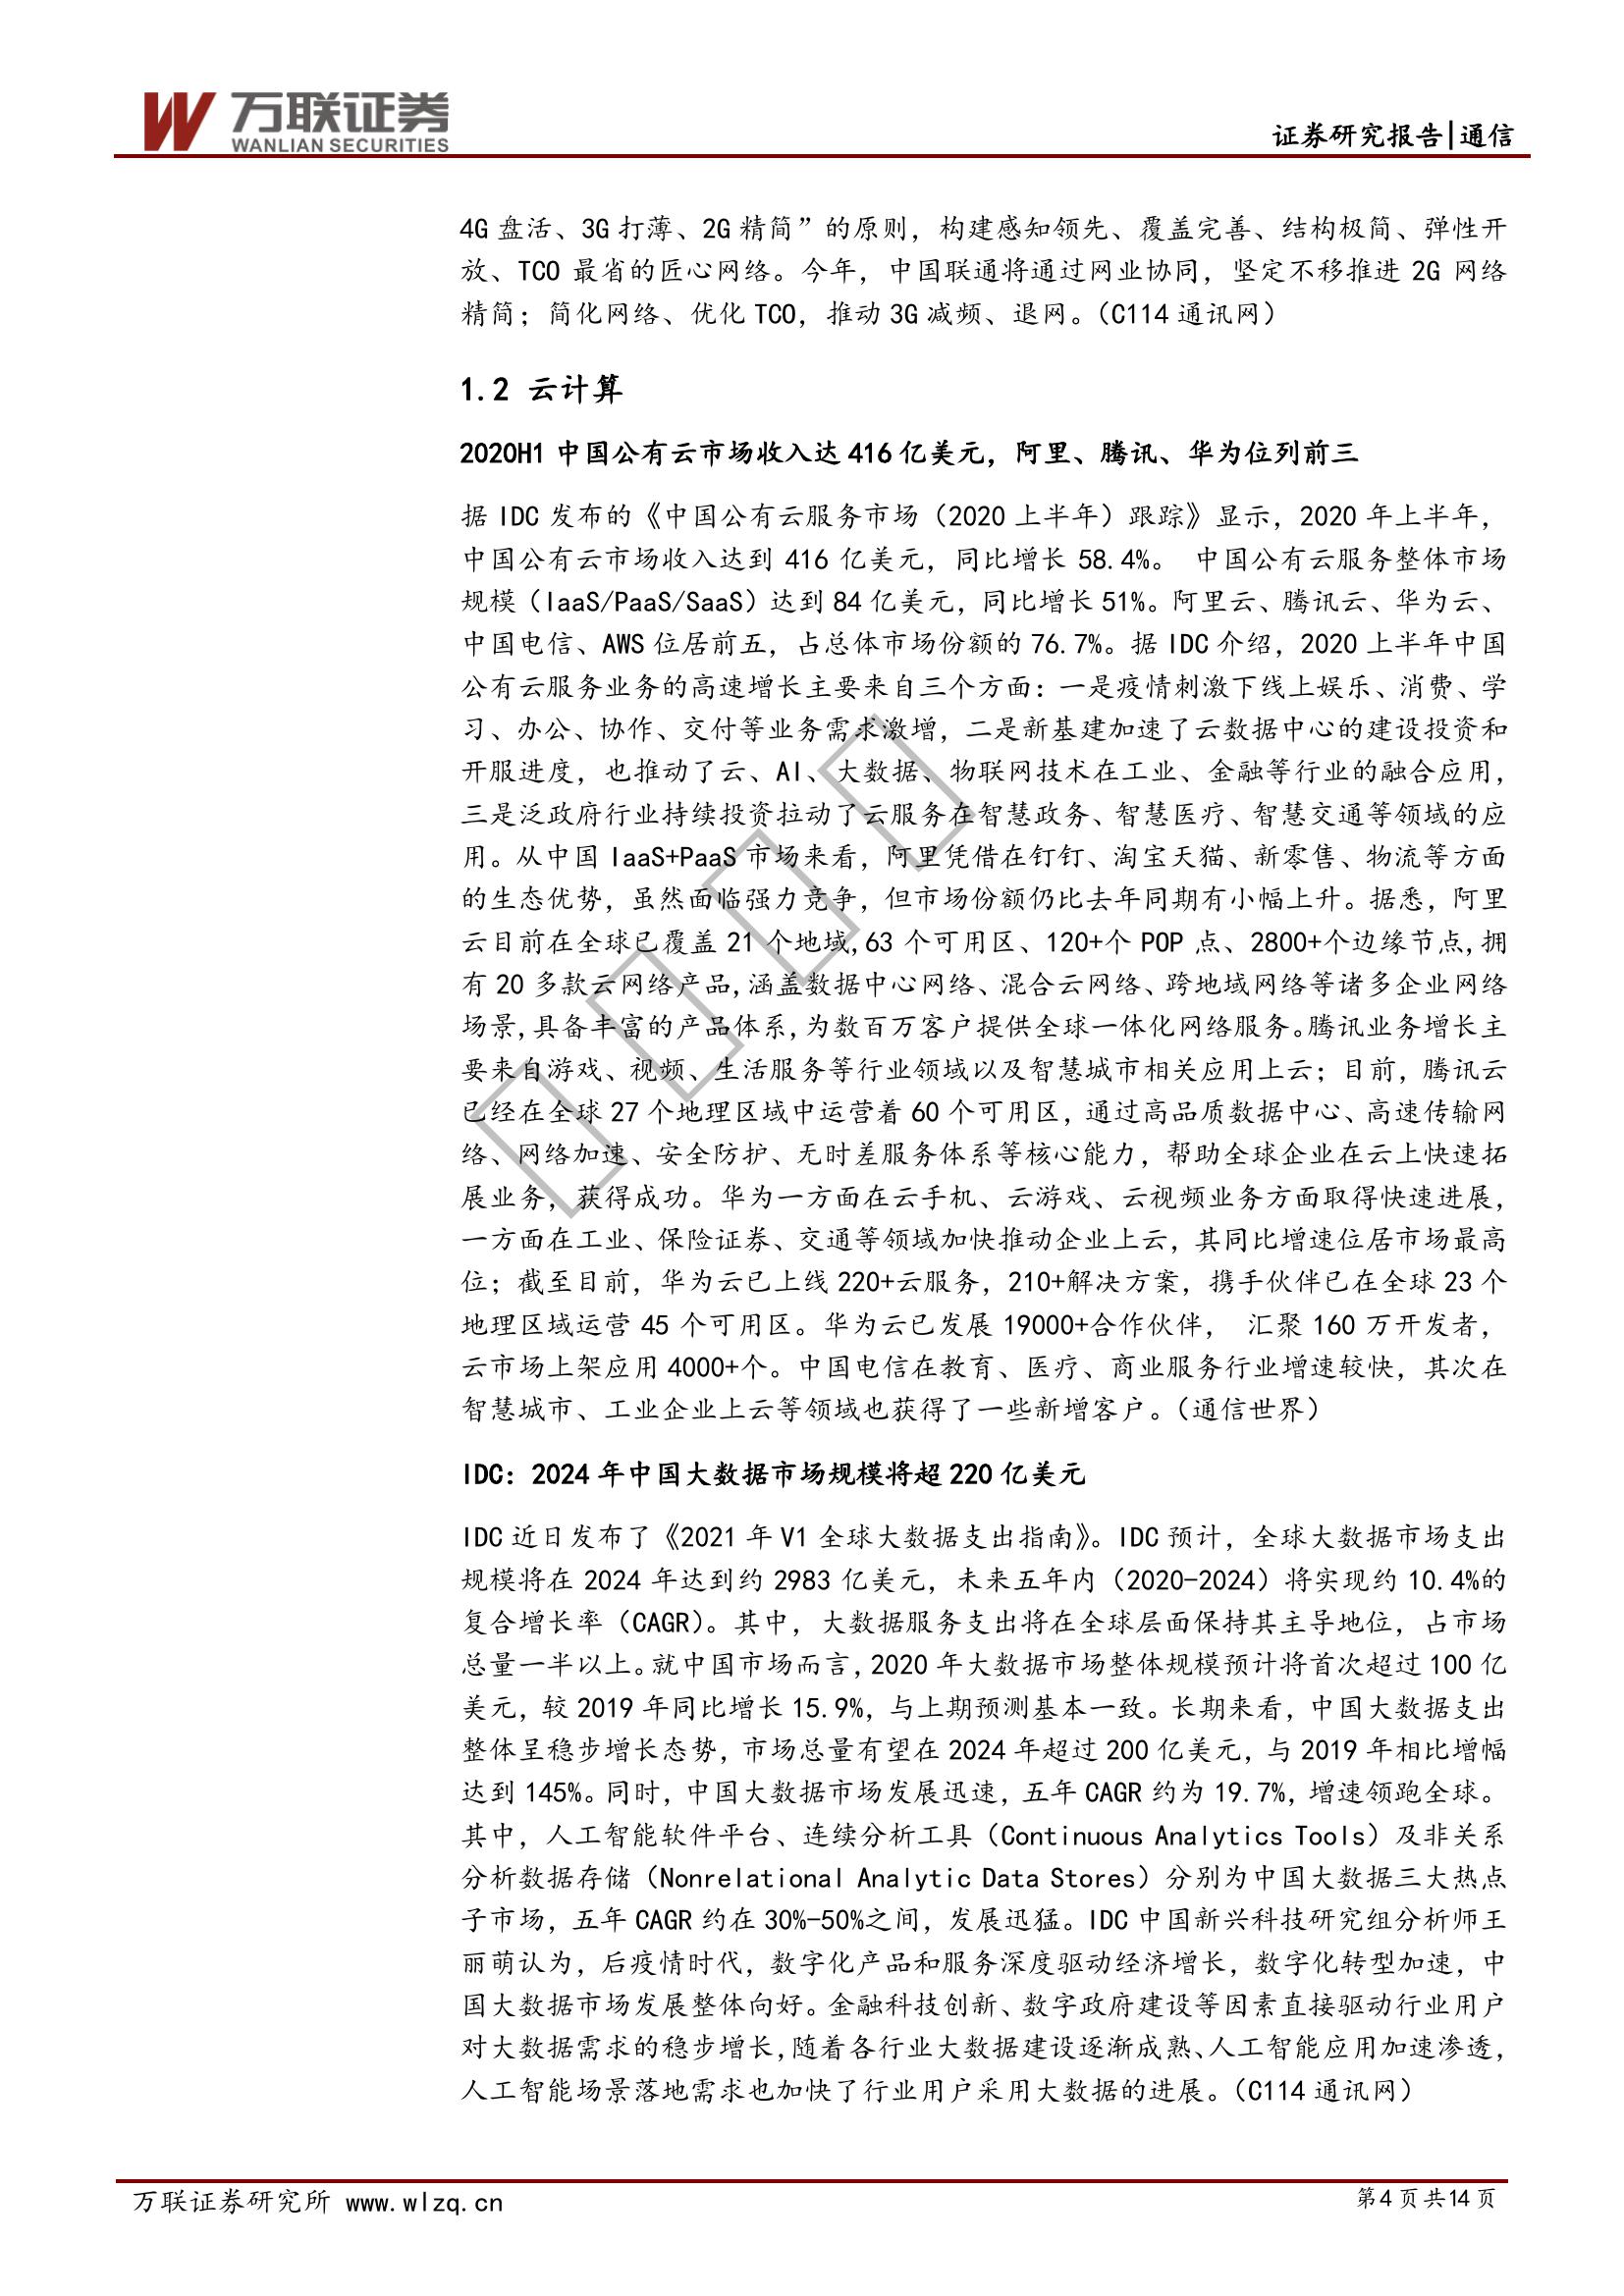 万联证券
WANLIAN SECURITIES
证券研究报告|通信
4G 盘活、3G 打薄、2G 精简”的原则，构建感知领先、覆盖完善、结构极简、弹性开
放、TCO 最省的匠心网络。今年，中国联通将通过网业协同，坚定不移推进 2G 网络
精简；简化网络、优化 TCO，推动 3G 减频、退网。（C114 通讯网）
1.2 云计算
2020H1 中国公有云市场收入达 416 亿美元，阿里、腾讯、华为位列前三
据 IDC 发布的《中国公有云服务市场（2020 上半年）跟踪》显示，2020 年上半年，
中国公有云市场收入达到 416 亿美元，同比增长 58.4%。 中国公有云服务整体市场
规模（IaaS/PaaS/SaaS）达到 84 亿美元，同比增长 51%。阿里云、腾讯云、华为云、
中国电信、AWS 位居前五，占总体市场份额的 76.7%。据 IDC 介绍，2020 上半年中国
公有云服务业务的高速增长主要来自三个方面：一是疫情刺激下线上娱乐、消费、学
习、办公、协作、交付等业务需求激增，二是新基建加速了云数据中心的建设投资和
开服进度，也推动了云、AI、大数据、物联网技术在工业、金融等行业的融合应用，
三是泛政府行业持续投资拉动了云服务在智慧政务、智慧医疗、智慧交通等领域的应
用。从中国 IaaS+PaaS 市场来看，阿里凭借在钉钉、淘宝天猫、新零售、物流等方面
的生态优势，虽然面临强力竞争，但市场份额仍比去年同期有小幅上升。据悉，阿里
云目前在全球已覆盖 21 个地域,63 个可用区、120+个 POP 点、2800+个边缘节点,拥
有 20 多款云网络产品,涵盖数据中心网络、混合云网络、跨地域网络等诸多企业网络
场景,具备丰富的产品体系,为数百万客户提供全球一体化网络服务。腾讯业务增长主
要来自游戏、视频、生活服务等行业领域以及智慧城市相关应用上云；目前，腾讯云
已经在全球 27 个地理区域中运营着 60 个可用区，通过高品质数据中心、高速传输网
络、网络加速、安全防护、无时差服务体系等核心能力，帮助全球企业在云上快速拓
展业务，获得成功。华为一方面在云手机、云游戏、云视频业务方面取得快速进展，
一方面在工业、保险证券、交通等领域加快推动企业上云，其同比增速位居市场最高
位；截至目前，华为云已上线 220+云服务，210+解决方案，携手伙伴已在全球 23 个
地理区域运营 45 个可用区。华为云已发展 19000+合作伙伴， 汇聚 160 万开发者，
云市场上架应用 4000+个。中国电信在教育、医疗、商业服务行业增速较快，其次在
智慧城市、工业企业上云等领域也获得了一些新增客户。（通信世界）
IDC：2024 年中国大数据市场规模将超 220 亿美元
IDC 近日发布了《2021 年 V1 全球大数据支出指南》。IDC 预计，全球大数据市场支出
规模将在 2024 年达到约 2983 亿美元，未来五年内（2020-2024）将实现约 10.4%的
复合增长率（CAGR）。其中，大数据服务支出将在全球层面保持其主导地位，占市场
总量一半以上。就中国市场而言,2020 年大数据市场整体规模预计将首次超过 100 亿
美元，较 2019 年同比增长 15.9%，与上期预测基本一致。长期来看，中国大数据支出
整体呈稳步增长态势，市场总量有望在 2024 年超过 200 亿美元，与 2019 年相比增幅
达到 145%。同时，中国大数据市场发展迅速，五年 CAGR 约为 19.7%，增速领跑全球。
其中，人工智能软件平台、连续分析工具（Continuous Analytics Tools）及非关系
分析数据存储（Nonrelational Analytic Data Stores）分别为中国大数据三大热点
子市场，五年 CAGR 约在 30%-50%之间，发展迅猛。IDC 中国新兴科技研究组分析师王
丽萌认为，后疫情时代，数字化产品和服务深度驱动经济增长，数字化转型加速，中
国大数据市场发展整体向好。金融科技创新、数字政府建设等因素直接驱动行业用户
对大数据需求的稳步增长,随着各行业大数据建设逐渐成熟、人工智能应用加速渗透，
人工智能场景落地需求也加快了行业用户采用大数据的进展。（C114 通讯网）
万联证券研究所 www.wlzq.cn
第4页共14页